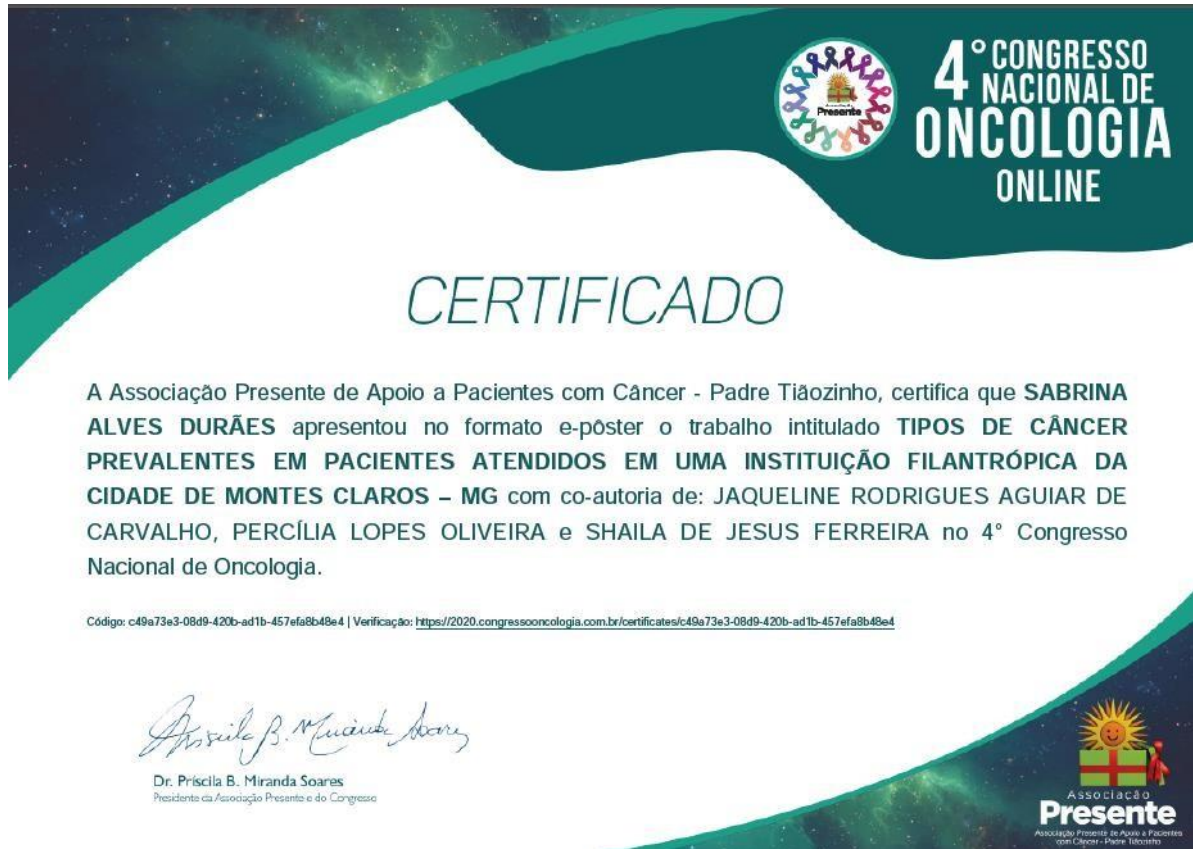 4° CONGRESSO
NACIONAL DE
ONCOLOGIA
ONLINE
Presente
CERTIFICADO
A Associação Presente de Apoio a Pacientes com Câncer - Padre Tiãozinho, certifica que SABRINA
ALVES DURÃES apresentou no formato e-pôster o trabalho intitulado TIPOS DE CÂNCER
PREVALENTES EM PACIENTES ATENDIDOS EM UMA INSTITUIÇÃO FILANTRÓPICA DA
CIDADE DE MONTES CLAROS – MG com co-autoria de: JAQUELINE RODRIGUES AGUIAR DE
CARVALHO, PERCÍLIA LOPES OLIVEIRA e SHAILA DE JESUS FERREIRA no 4° Congresso
Nacional de Oncologia.
Código: c49a73e3-08d9-420b-ad1b-457efa8b48e4 | Verificação: https://2020.congressooncologia.com.br/certificates/c49a73e3-08d9-420b-ad1b-457efa8b48e4
Priscila B. Miranda Soares
Dr. Príscila B. Miranda Soares
Presidente da Associação Presente e do Congresso
Associação
Presente
Associação Presente de Apoio a Pacientes
com Câncer - Padre Tiãozinho